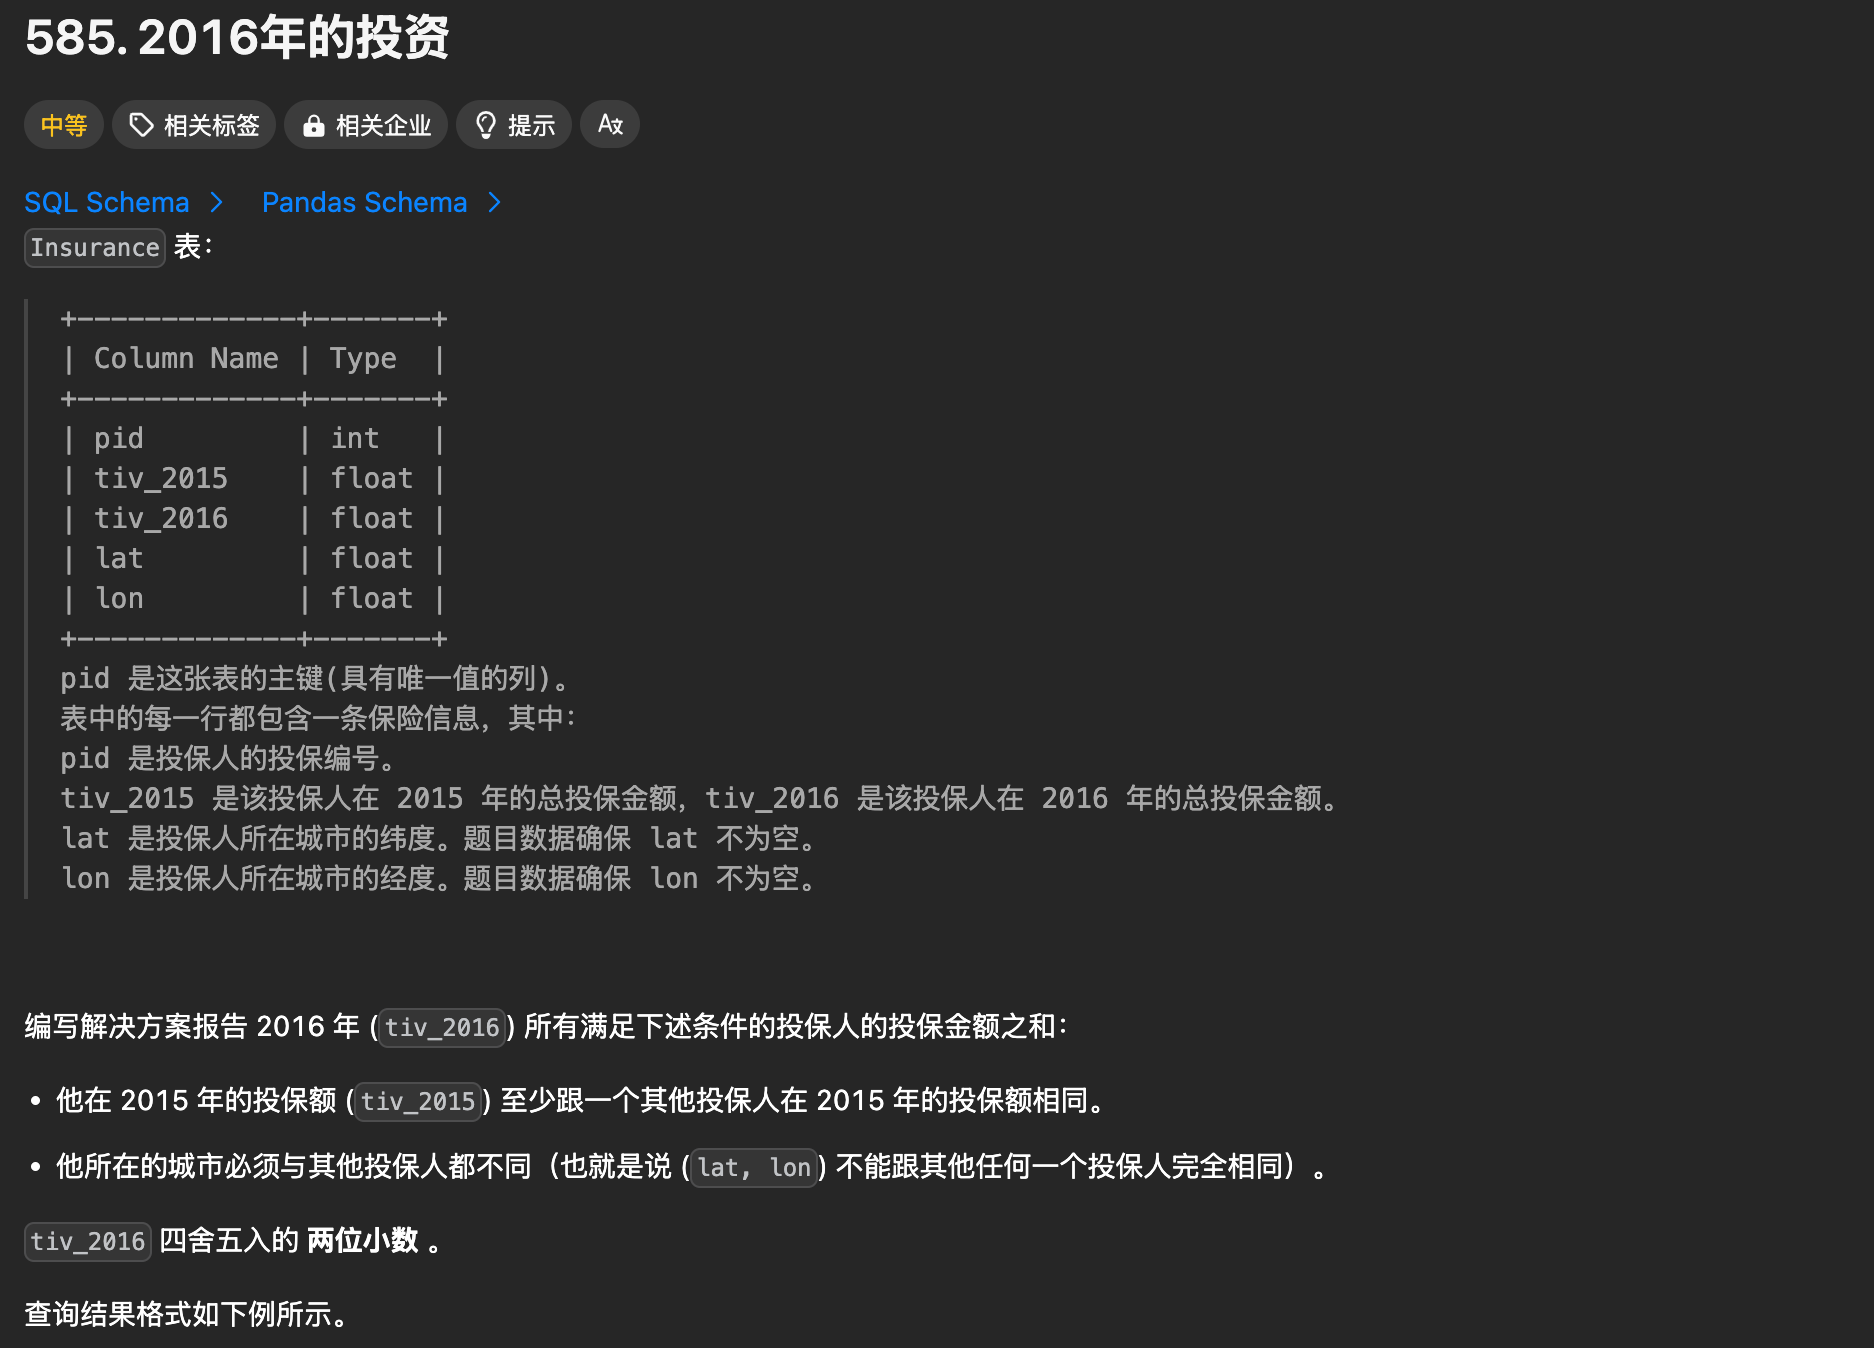 585. 2016年的投资
中等 相关标签 相关企业 提示
SQL Schema > Pandas Schema >
Insurance 表：
+-------------+-------+
| Column Name | Type  |
+-------------+-------+
| pid         | int   |
| tiv_2015    | float |
| tiv_2016    | float |
| lat         | float |
| lon         | float |
+-------------+-------+
pid 是这张表的主键(具有唯一值的列)。
表中的每一行都包含一条保险信息，其中：
pid 是投保人的投保编号。
tiv_2015 是该投保人在 2015 年的总投保金额，tiv_2016 是该投保人在 2016 年的总投保金额。
lat 是投保人所在城市的纬度。题目数据确保 lat 不为空。
lon 是投保人所在城市的经度。题目数据确保 lon 不为空。
编写解决方案报告 2016 年 (tiv_2016) 所有满足下述条件的投保人的投保金额之和：
• 他在 2015 年的投保额 (tiv_2015) 至少跟一个其他投保人在 2015 年的投保额相同。
• 他所在的城市必须与其他投保人都不同（也就是说 (lat, lon) 不能跟其他任何一个投保人完全相同）。
tiv_2016 四舍五入的 两位小数 。
查询结果格式如下例所示。